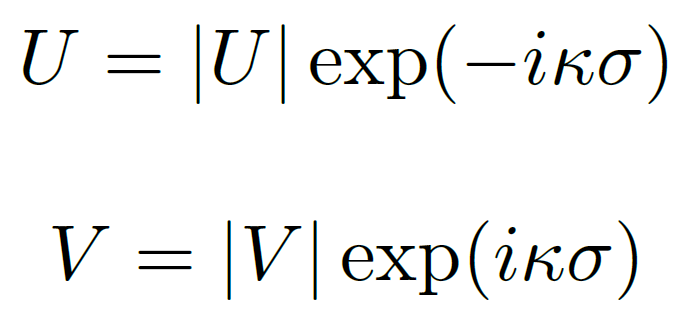 U = |U| exp(−iκσ)
V = |V| exp(iκσ)